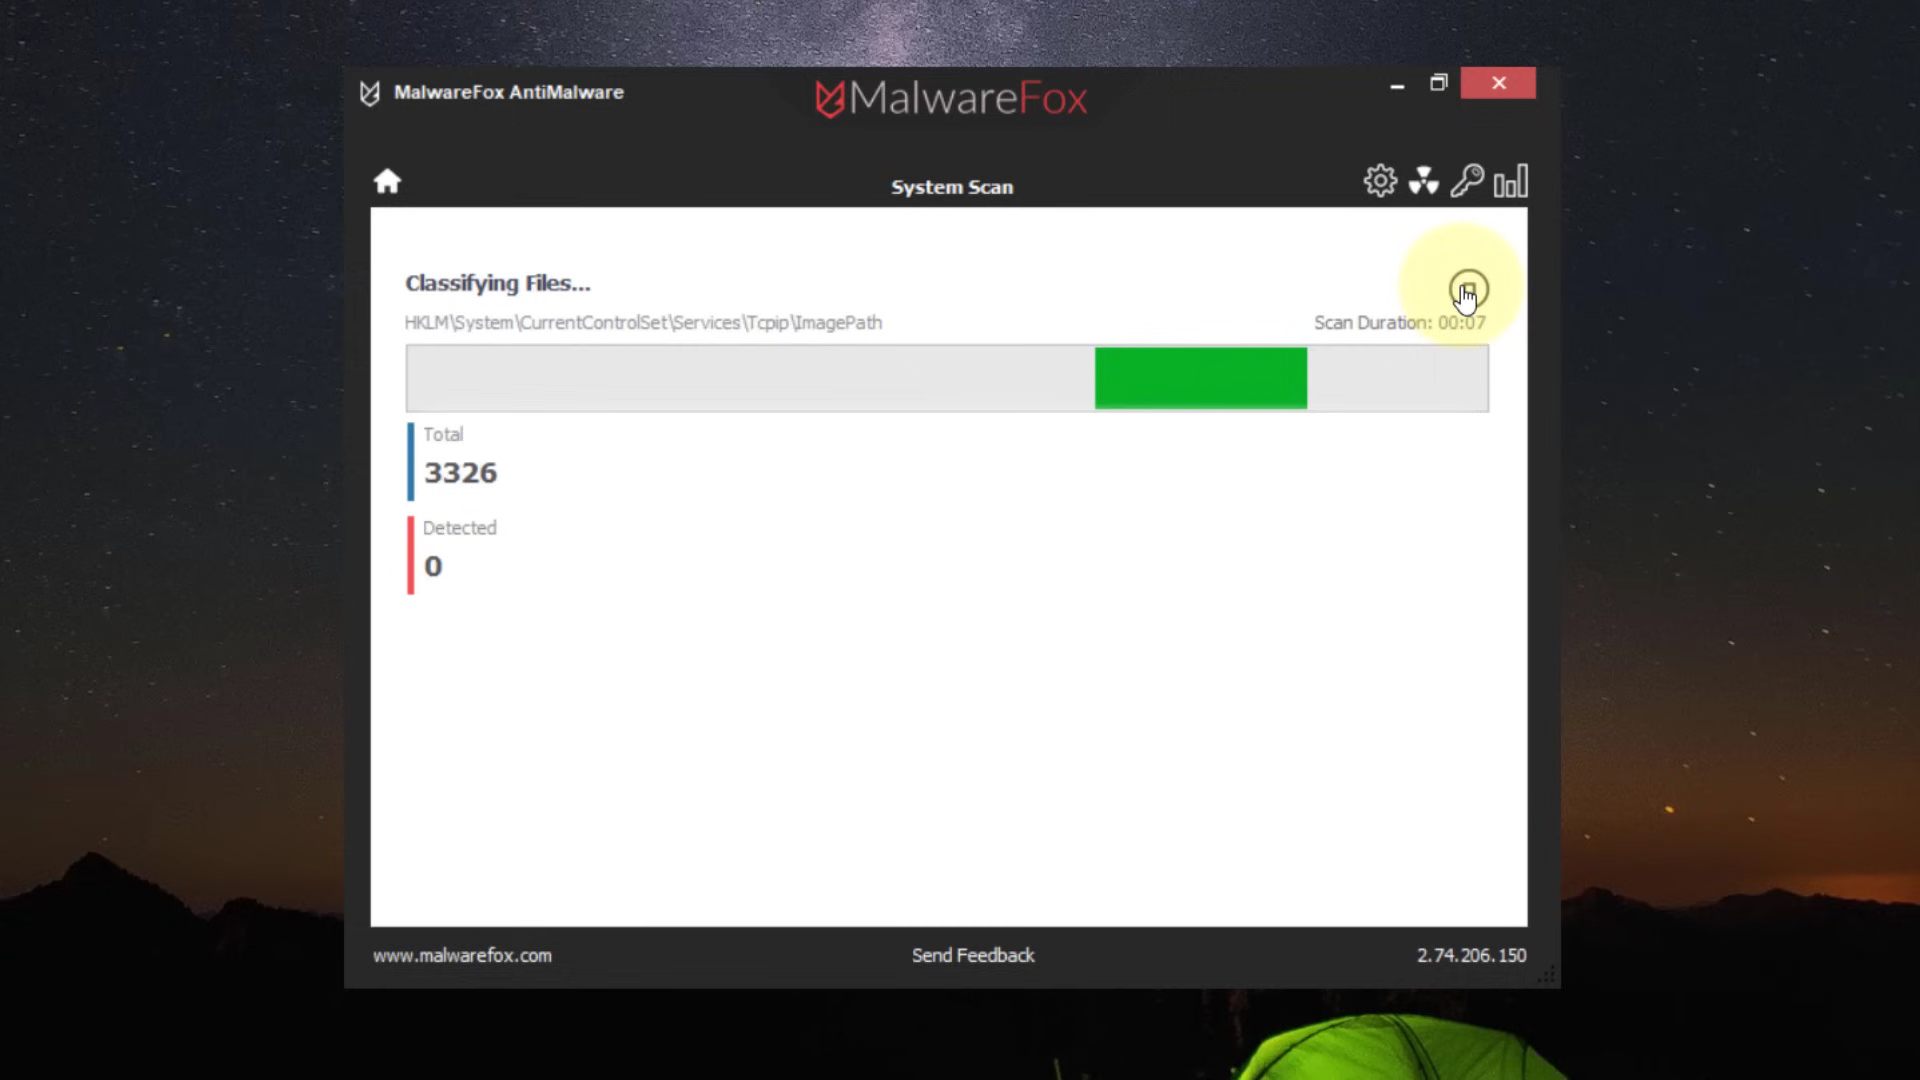 MalwareFox AntiMalware
MalwareFox
System Scan
Classifying Files...
HKLM\System\CurrentControlSet\Services\Tcpip\ImagePath
Scan Duration: 00:07
Total
3326
Detected
0
www.malwarefox.com
Send Feedback
2.74.206.150